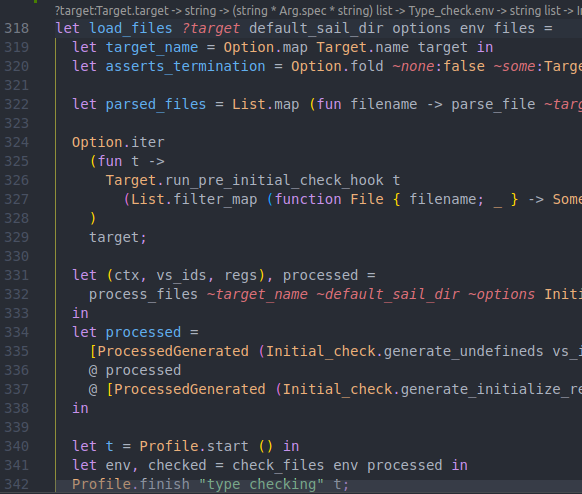 ?target:Target.target -> string -> (string * Arg.spec * string) list -> Type_check.env -> string list -> In
318 let load_files ?target default_sail_dir options env files =
319 let target_name = Option.map Target.name target in
320 let asserts_termination = Option.fold ~none:false ~some:Targe
321
322 let parsed_files = List.map (fun filename -> parse_file ~targ
323
324 Option.iter
325 (fun t ->
326 Target.run_pre_initial_check_hook t
327 (List.filter_map (function File { filename; _ } -> Some
328 )
329 target;
330
331 let (ctx, vs_ids, regs), processed =
332 process_files ~target_name ~default_sail_dir ~options Initi
333 in
334 let processed =
335 [ProcessedGenerated (Initial_check.generate_undefineds vs_i
336 @ processed
337 @ [ProcessedGenerated (Initial_check.generate_initialize_re
338 in
339
340 let t = Profile.start () in
341 let env, checked = check_files env processed in
342 Profile.finish "type checking" t;